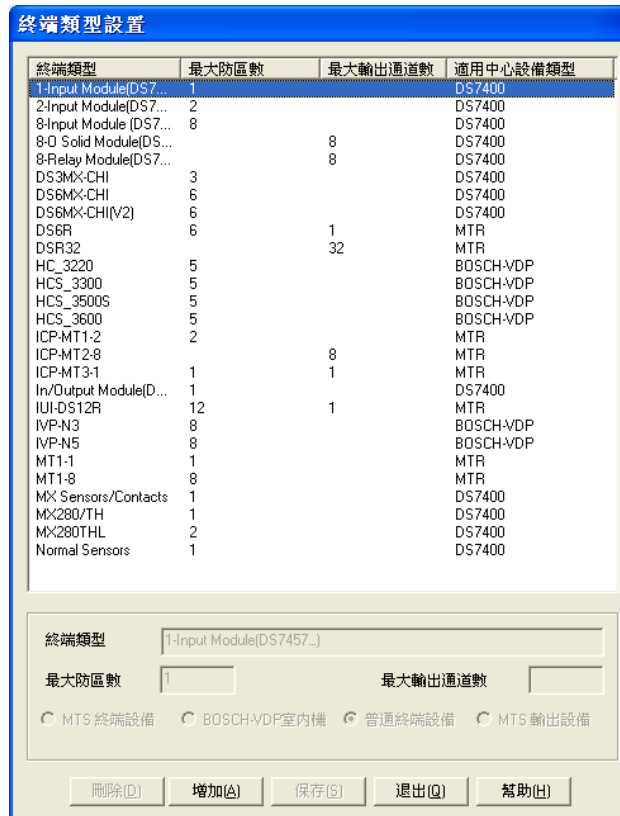 終端類型設置
終端類型 最大防區數 最大輸出通道數 適用中心設備類型
1-Input Module(DS7... 1 DS7400
2-Input Module(DS7... 2 DS7400
8-Input Module (DS7... 8 DS7400
8-O Solid Module(DS... 8 DS7400
8-Relay Module(DS7... 8 DS7400
DS3MX-CHI 3 DS7400
DS6MX-CHI 6 DS7400
DS6MX-CHI(V2) 6 DS7400
DS6R 6 1 MTR
DSR32 32 MTR
HC_3220 5 BOSCH-VDP
HCS_3300 5 BOSCH-VDP
HCS_3500S 5 BOSCH-VDP
HCS_3600 5 BOSCH-VDP
ICP-MT1-2 2 MTR
ICP-MT2-8 8 MTR
ICP-MT3-1 1 1 MTR
In/Output Module(D... 1 DS7400
IUI-DS12R 12 1 MTR
IVP-N3 8 BOSCH-VDP
IVP-N5 8 BOSCH-VDP
MT1-1 1 MTR
MT1-8 8 MTR
MX Sensors/Contacts 1 DS7400
MX280/TH 1 DS7400
MX280THL 2 DS7400
Normal Sensors 1 DS7400
終端類型 1-Input Module(DS7457...)
最大防區數 1 最大輸出通道數
MTS 終端設備 BOSCH-VDP室內機 普通終端設備 MTS 輸出設備
刪除(D) 增加(A) 保存(S) 退出(Q) 幫助(H)